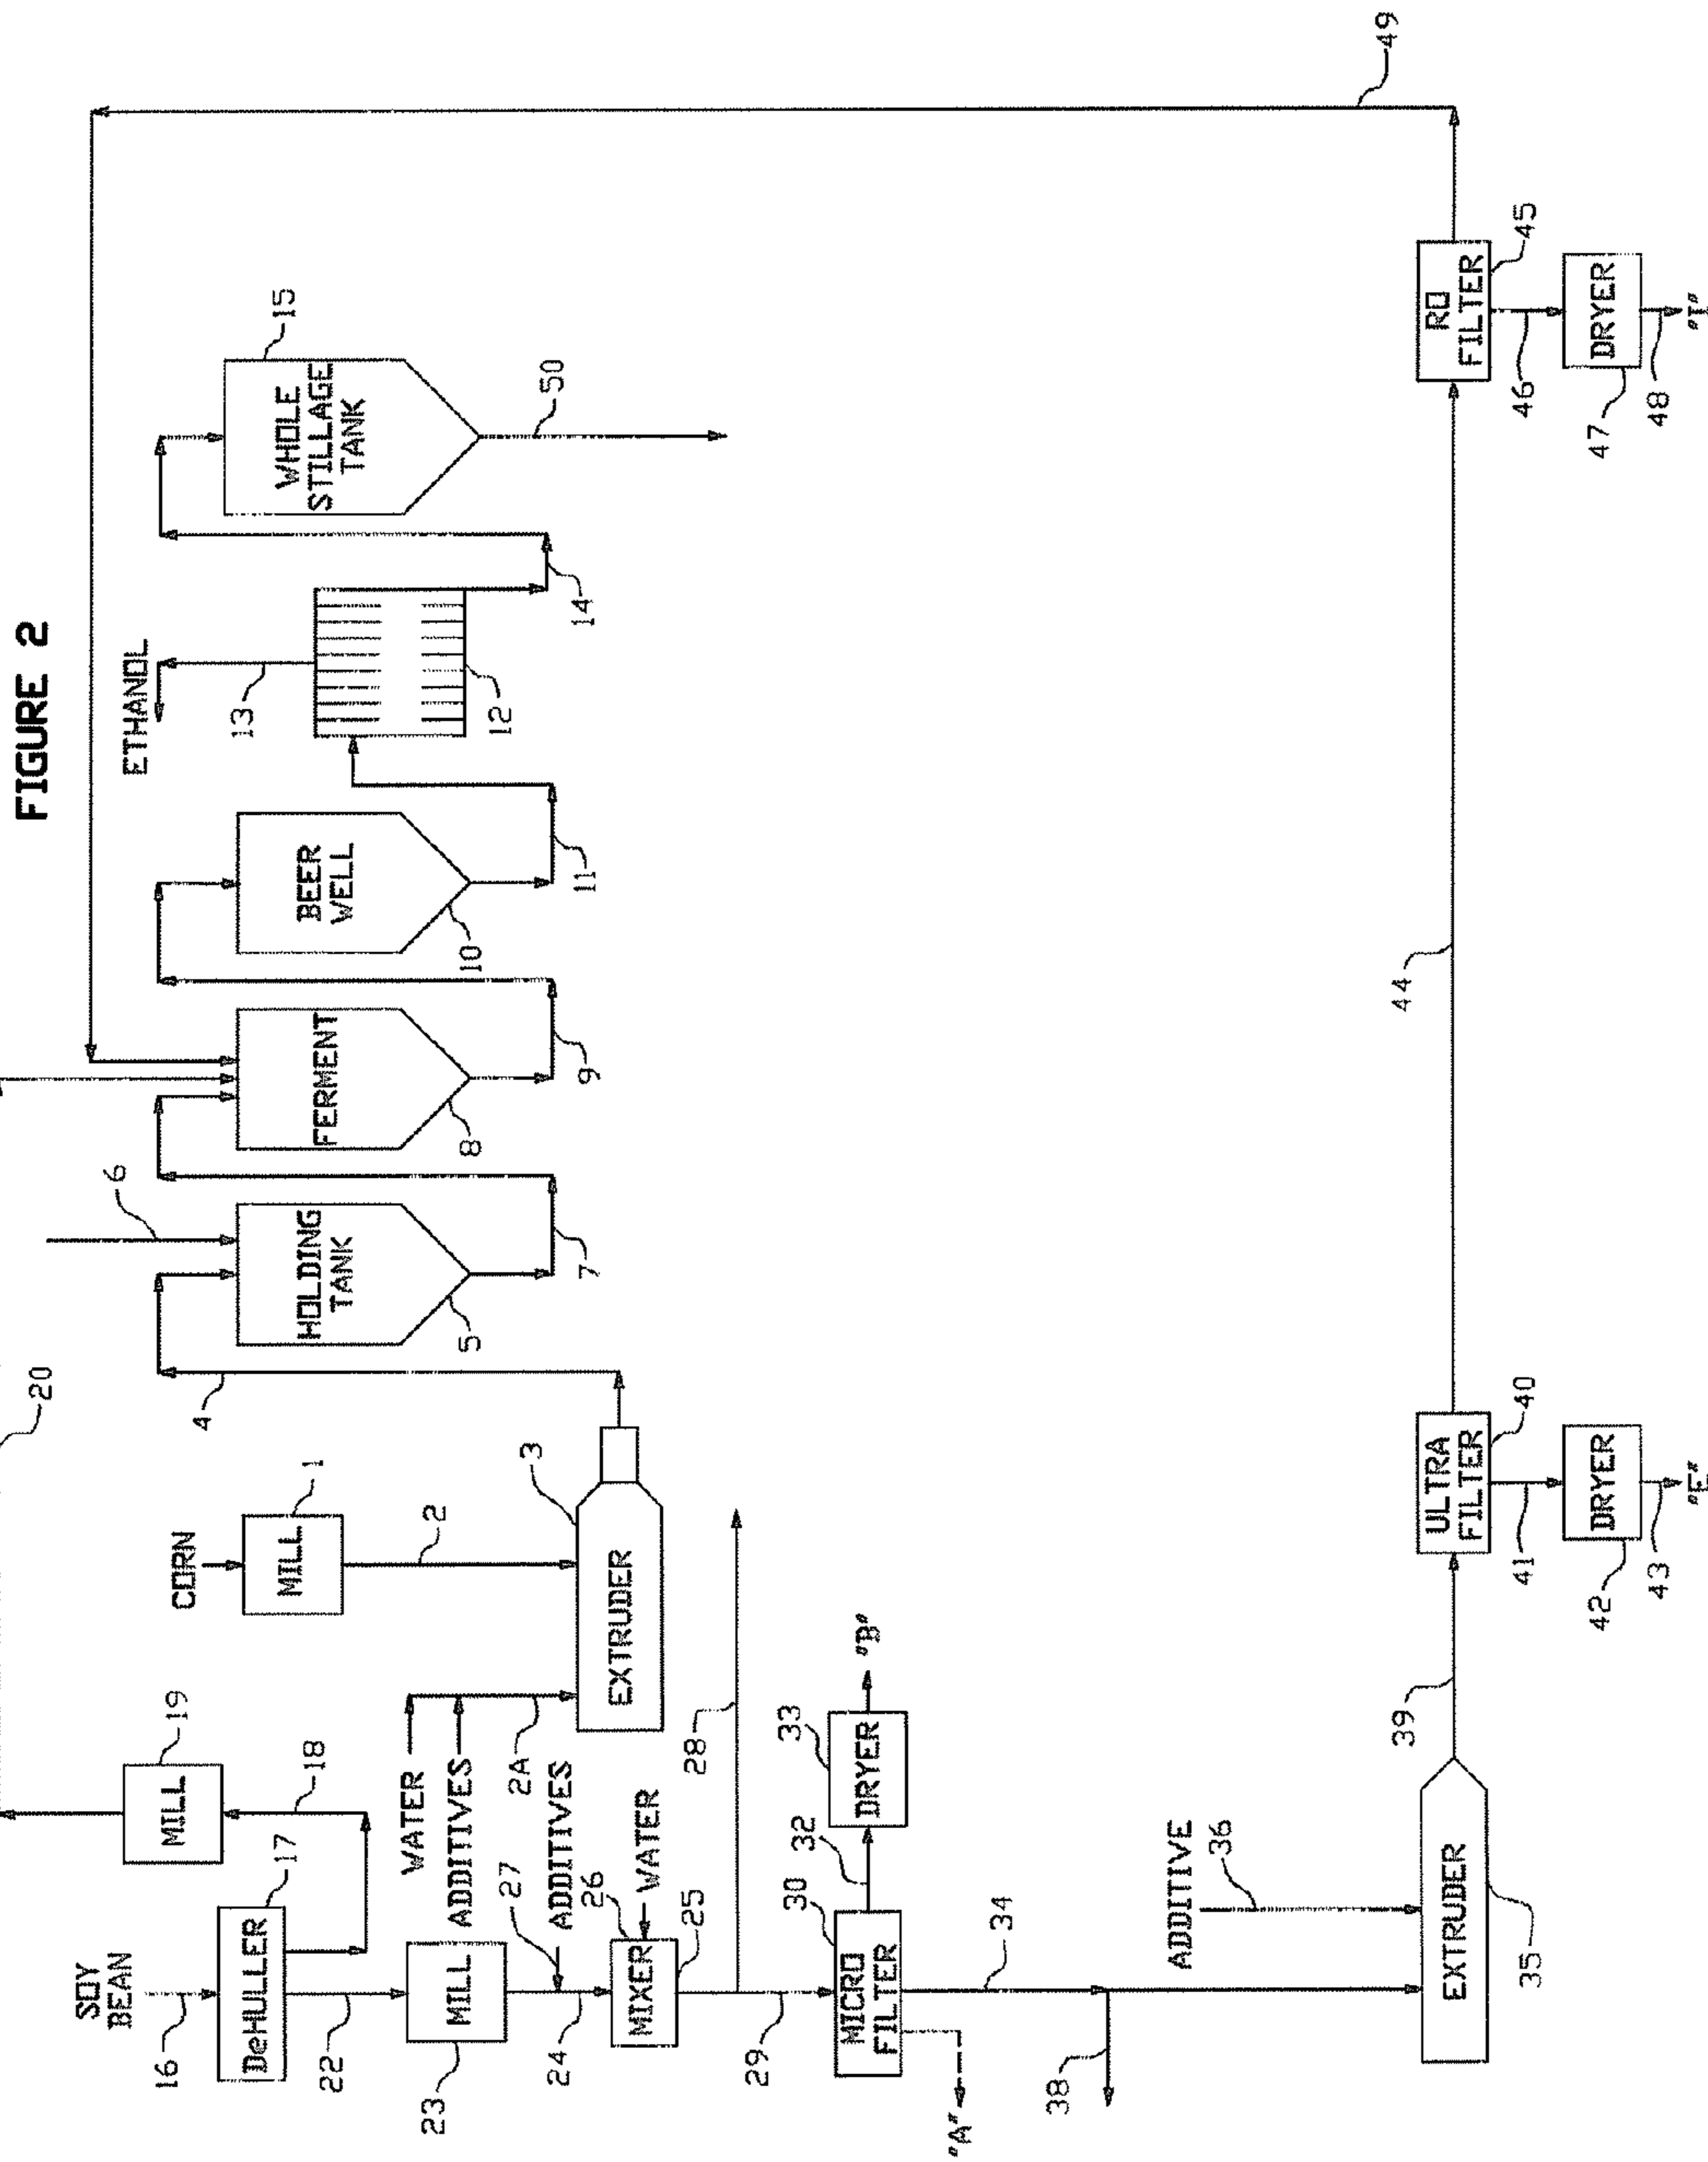 FIGURE 2
20
SOY
BEAN
16
DeHULLER
17
18
MILL
19
22
MILL
23
24
27
ADDITIVES
26
MIXER
WATER
25
28
29
MICRO
FILTER
30
32
DRYER
33
"B"
"A"
34
38
CORN
MILL
1
2
WATER
ADDITIVES
2A
EXTRUDER
3
4
HOLDING
TANK
5
6
7
FERMENT
8
9
BEER
WELL
10
11
12
13
ETHANOL
14
WHOLE
STILLAGE
TANK
15
50
ADDITIVE
36
EXTRUDER
35
39
ULTRA
FILTER
40
41
DRYER
42
43
"E"
44
RO
FILTER
45
46
DRYER
47
48
"I"
49